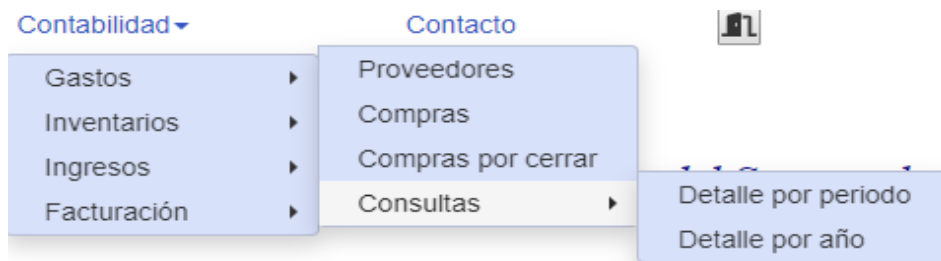 Contabilidad Contacto
Gastos
Inventarios
Ingresos
Facturación
Proveedores
Compras
Compras por cerrar
Consultas
Detalle por periodo
Detalle por año